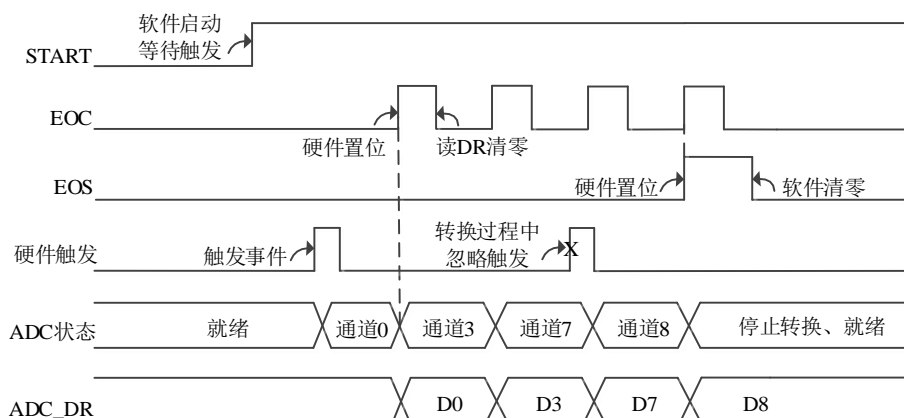 软件启动
等待触发
START
EOC
硬件置位
读DR清零
EOS
硬件置位
软件清零
硬件触发
触发事件
转换过程中
忽略触发
X
ADC状态
就绪
通道0
通道3
通道7
通道8
停止转换、就绪
ADC_DR
D0
D3
D7
D8